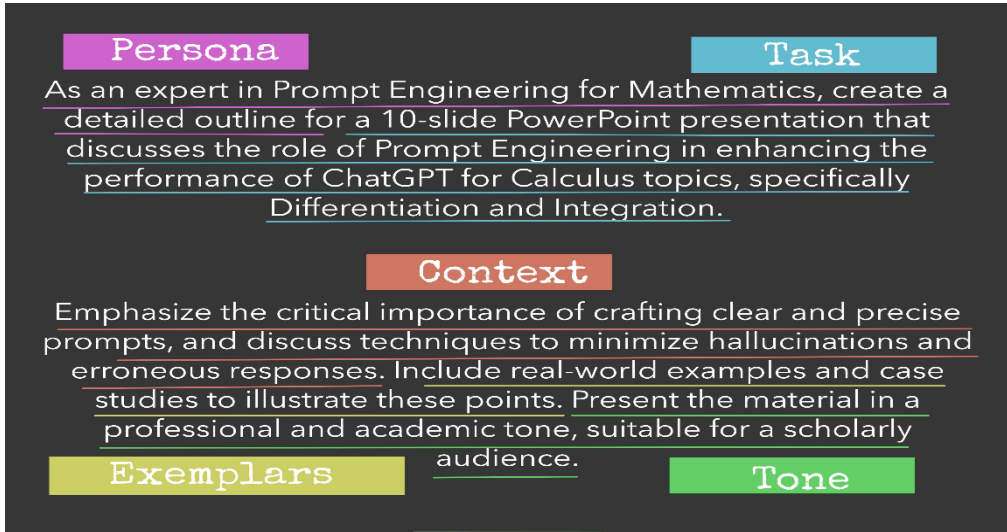 Persona
Task
As an expert in Prompt Engineering for Mathematics, create a
detailed outline for a 10-slide PowerPoint presentation that
discusses the role of Prompt Engineering in enhancing the
performance of ChatGPT for Calculus topics, specifically
Differentiation and Integration.
Context
Emphasize the critical importance of crafting clear and precise
prompts, and discuss techniques to minimize hallucinations and
erroneous responses. Include real-world examples and case
studies to illustrate these points. Present the material in a
professional and academic tone, suitable for a scholarly
audience.
Exemplars
Tone